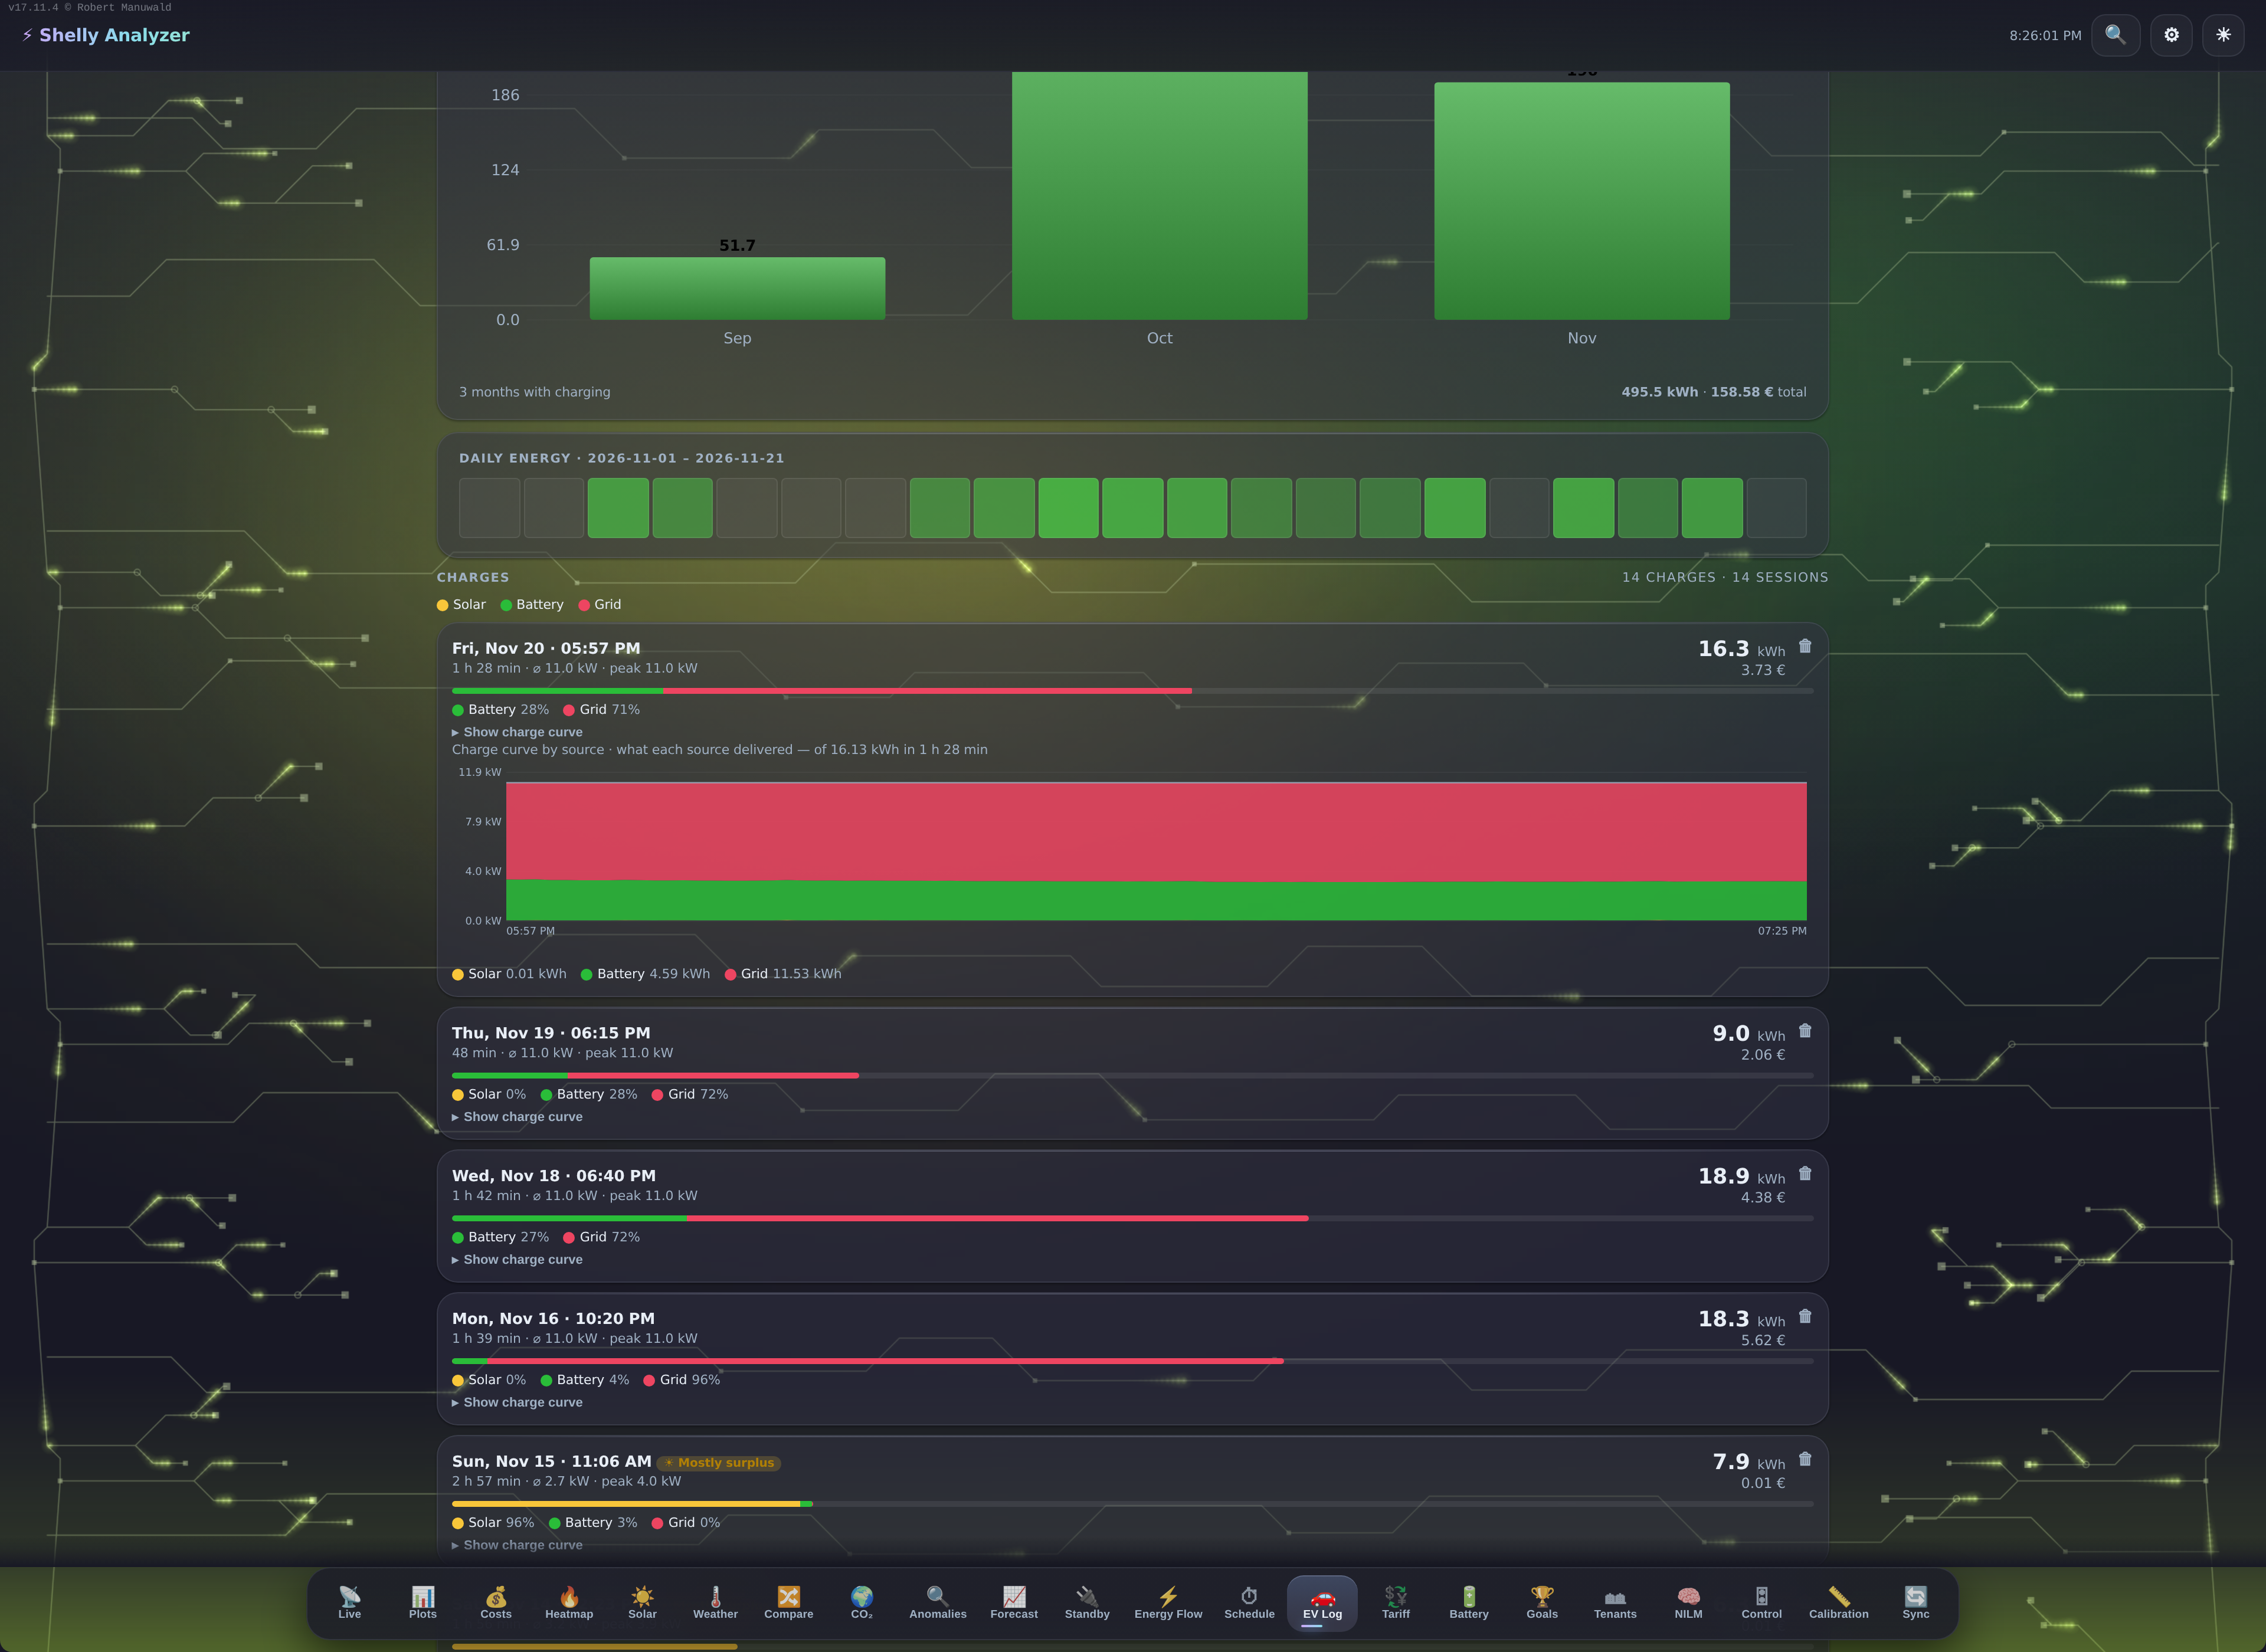 v17.11.4 © Robert Manuwald
⚡ Shelly Analyzer
8:26:01 PM
186
124
61.9
0.0
51.7
Sep
Oct
Nov
3 months with charging
495.5 kWh · 158.58 € total
DAILY ENERGY · 2026-11-01 – 2026-11-21
CHARGES
14 CHARGES · 14 SESSIONS
Solar Battery Grid
Fri, Nov 20 · 05:57 PM
16.3 kWh
1 h 28 min · ⌀ 11.0 kW · peak 11.0 kW
3.73 €
Battery 28% Grid 71%
▸ Show charge curve
Charge curve by source · what each source delivered — of 16.13 kWh in 1 h 28 min
11.9 kW
7.9 kW
4.0 kW
0.0 kW
05:57 PM
07:25 PM
Solar 0.01 kWh Battery 4.59 kWh Grid 11.53 kWh
Thu, Nov 19 · 06:15 PM
9.0 kWh
48 min · ⌀ 11.0 kW · peak 11.0 kW
2.06 €
Solar 0% Battery 28% Grid 72%
▸ Show charge curve
Wed, Nov 18 · 06:40 PM
18.9 kWh
1 h 42 min · ⌀ 11.0 kW · peak 11.0 kW
4.38 €
Battery 27% Grid 72%
▸ Show charge curve
Mon, Nov 16 · 10:20 PM
18.3 kWh
1 h 39 min · ⌀ 11.0 kW · peak 11.0 kW
5.62 €
Solar 0% Battery 4% Grid 96%
▸ Show charge curve
Sun, Nov 15 · 11:06 AM ☀ Mostly surplus
7.9 kWh
2 h 57 min · ⌀ 2.7 kW · peak 4.0 kW
0.01 €
Solar 96% Battery 3% Grid 0%
▸ Show charge curve
Live Plots Costs Heatmap Solar Weather Compare CO₂ Anomalies Forecast Standby Energy Flow Schedule EV Log Tariff Battery Goals Tenants NILM Control Calibration Sync